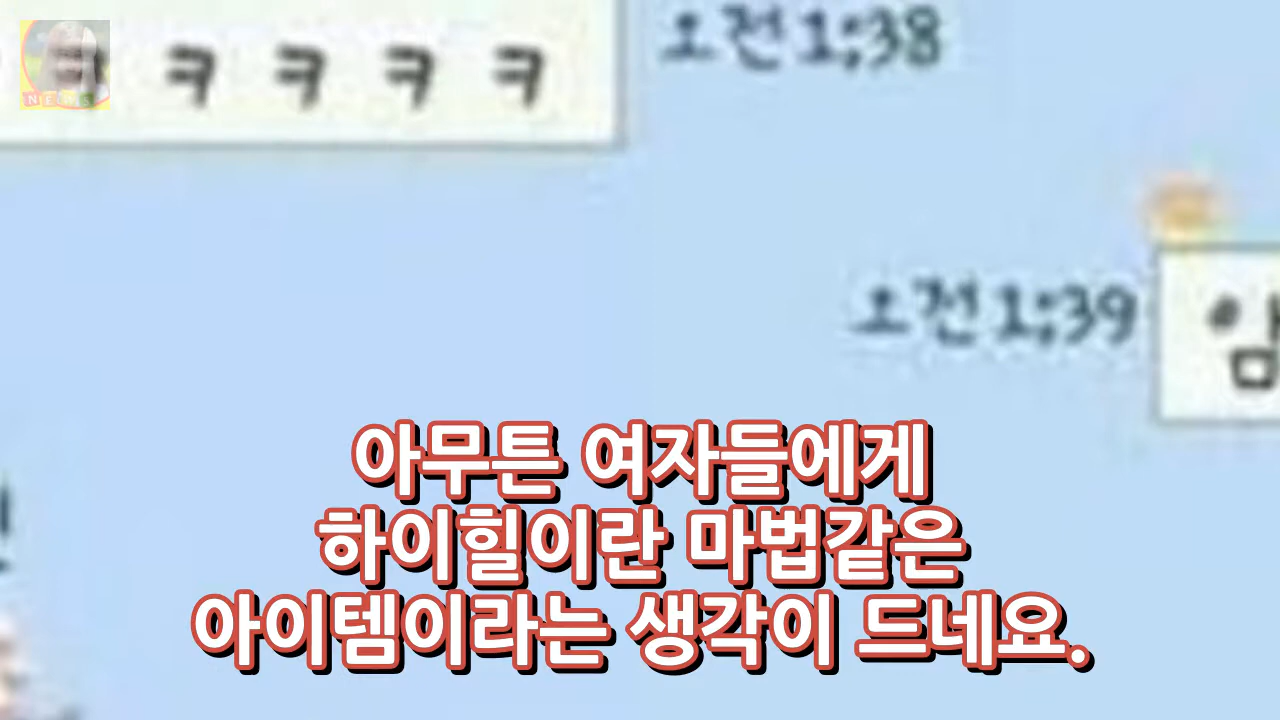 ㅋ ㅋ ㅋ ㅋ
오전 1:38
오전 1:39
아무튼 여자들에게
하이힐이란 마법같은
아이템이라는 생각이 드네요.
NEWS